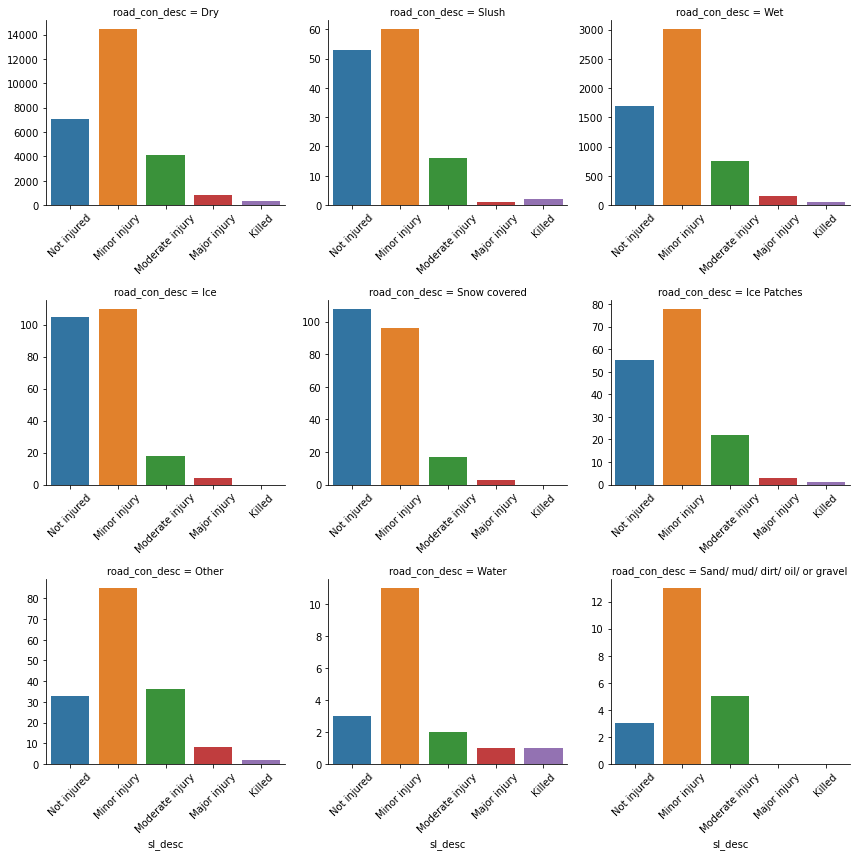 road_con_desc = Dry
14000
12000
10000
8000
6000
4000
2000
0
Not injured
Minor injury
Moderate injury
Major injury
Killed
road_con_desc = Slush
60
50
40
30
20
10
0
Not injured
Minor injury
Moderate injury
Major injury
Killed
road_con_desc = Wet
3000
2500
2000
1500
1000
500
0
Not injured
Minor injury
Moderate injury
Major injury
Killed
road_con_desc = Ice
100
80
60
40
20
0
Not injured
Minor injury
Moderate injury
Major injury
Killed
road_con_desc = Snow covered
100
80
60
40
20
0
Not injured
Minor injury
Moderate injury
Major injury
Killed
road_con_desc = Ice Patches
80
70
60
50
40
30
20
10
0
Not injured
Minor injury
Moderate injury
Major injury
Killed
road_con_desc = Other
80
70
60
50
40
30
20
10
0
Not injured
Minor injury
Moderate injury
Major injury
Killed
sl_desc
road_con_desc = Water
10
8
6
4
2
0
Not injured
Minor injury
Moderate injury
Major injury
Killed
sl_desc
road_con_desc = Sand/ mud/ dirt/ oil/ or gravel
12
10
8
6
4
2
0
Not injured
Minor injury
Moderate injury
Major injury
Killed
sl_desc